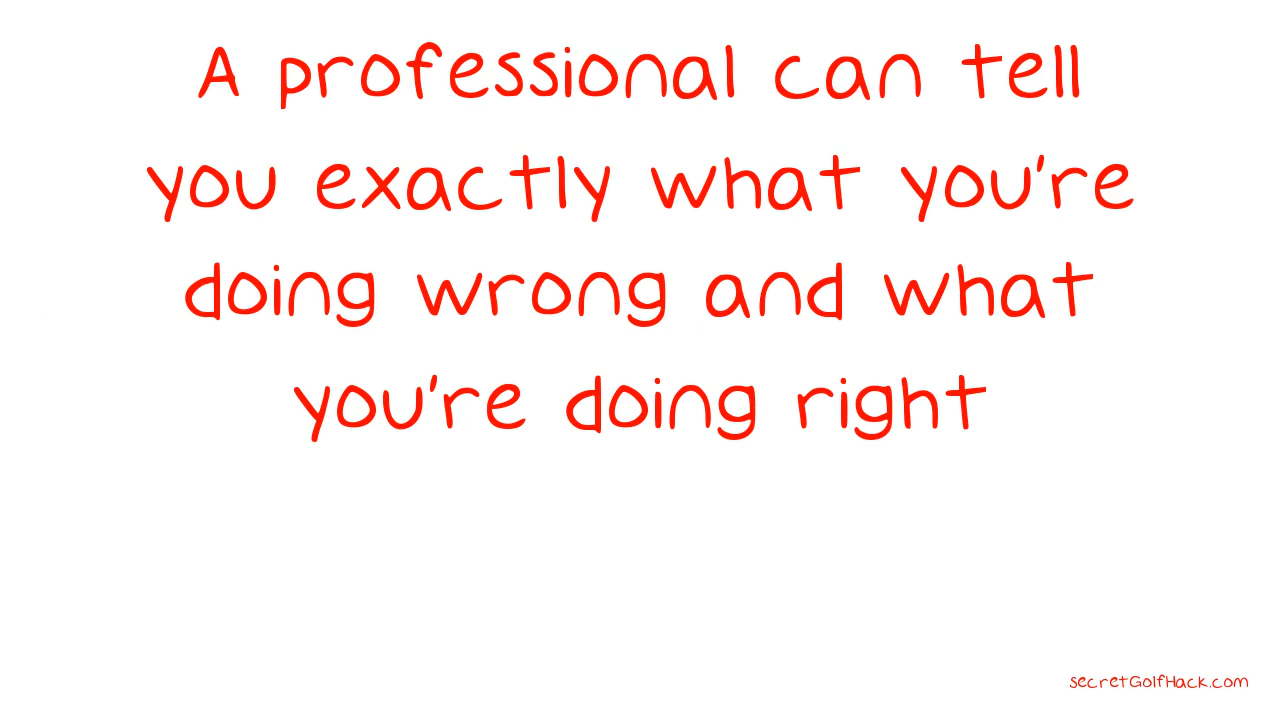 A professional can tell
you exactly what you're
doing wrong and what
you're doing right
secretGolfHack.com